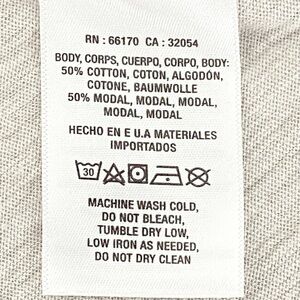 RN : 66170 CA : 32054
BODY, CORPS, CUERPO, CORPO, BODY:
50% COTTON, COTON, ALGODÓN,
COTONE, BAUMWOLLE
50% MODAL, MODAL, MODAL,
MODAL, MODAL
HECHO EN E U.A MATERIALES
IMPORTADOS
30
MACHINE WASH COLD,
DO NOT BLEACH,
TUMBLE DRY LOW,
LOW IRON AS NEEDED,
DO NOT DRY CLEAN